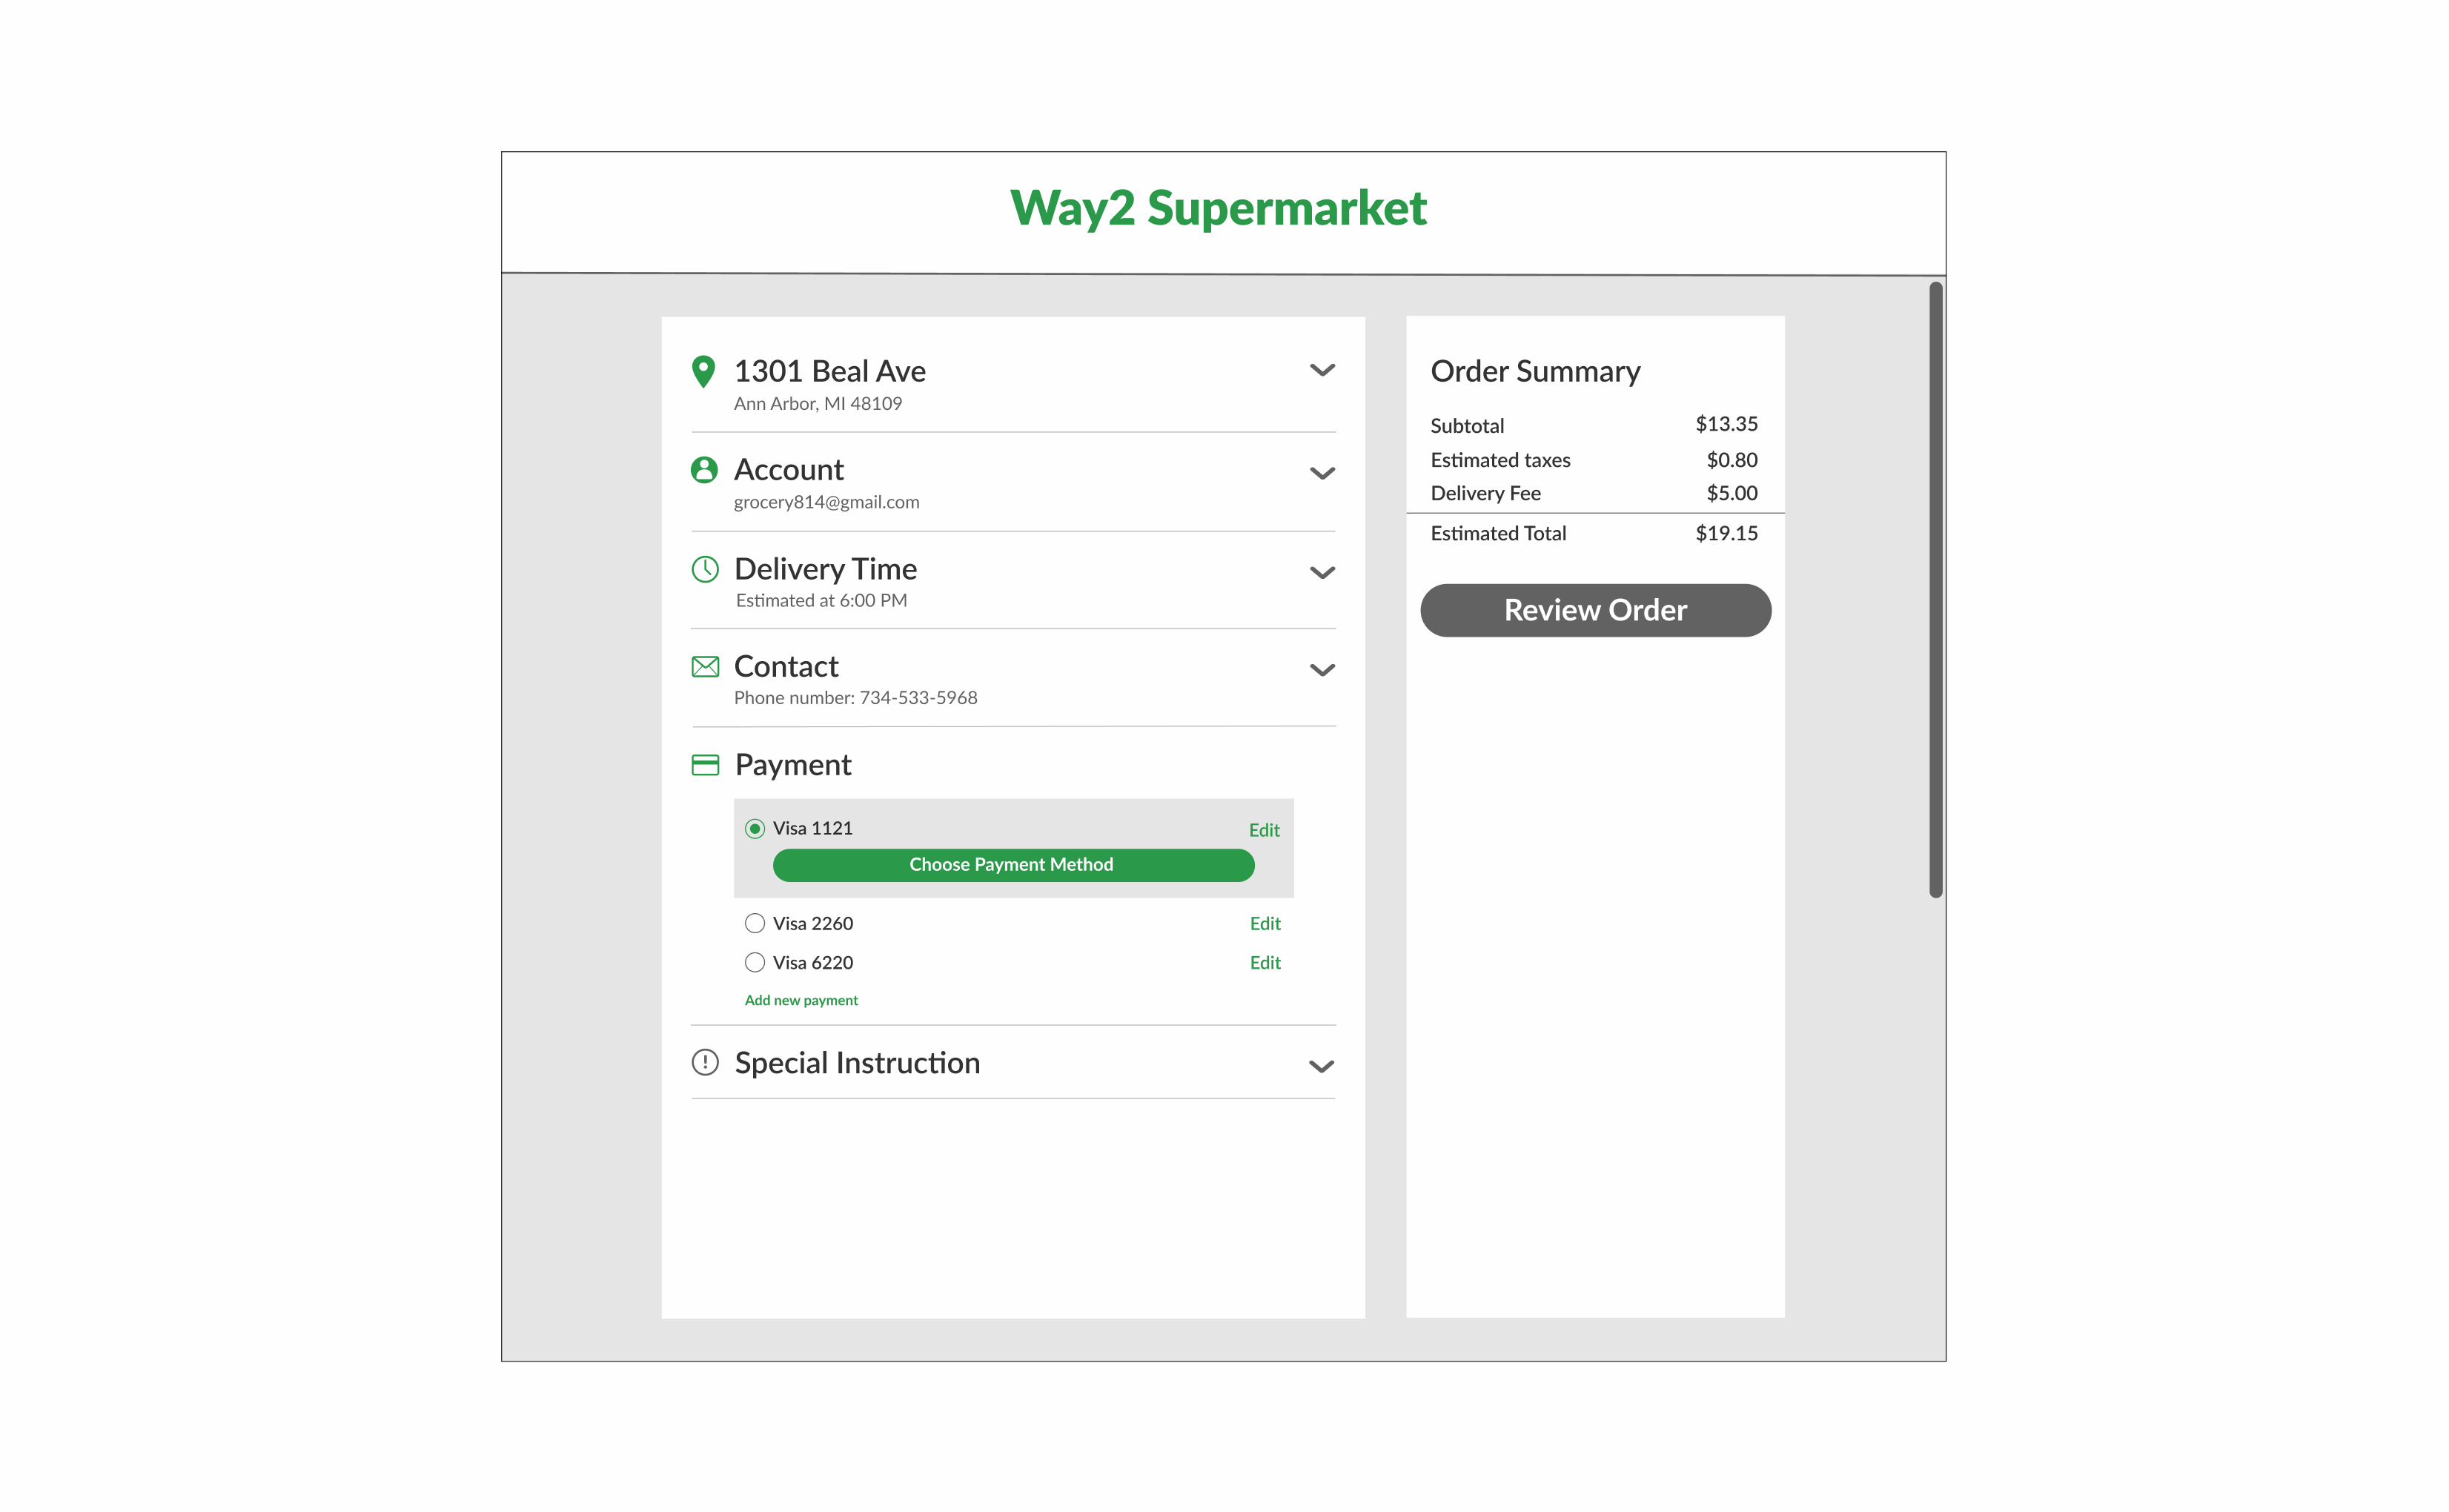 Way2 Supermarket
1301 Beal Ave
Ann Arbor, MI 48109
Account
grocery814@gmail.com
Delivery Time
Estimated at 6:00 PM
Contact
Phone number: 734-533-5968
Payment
Visa 1121 Edit
Choose Payment Method
Visa 2260 Edit
Visa 6220 Edit
Add new payment
Special Instruction
Order Summary
Subtotal $13.35
Estimated taxes $0.80
Delivery Fee $5.00
Estimated Total $19.15
Review Order